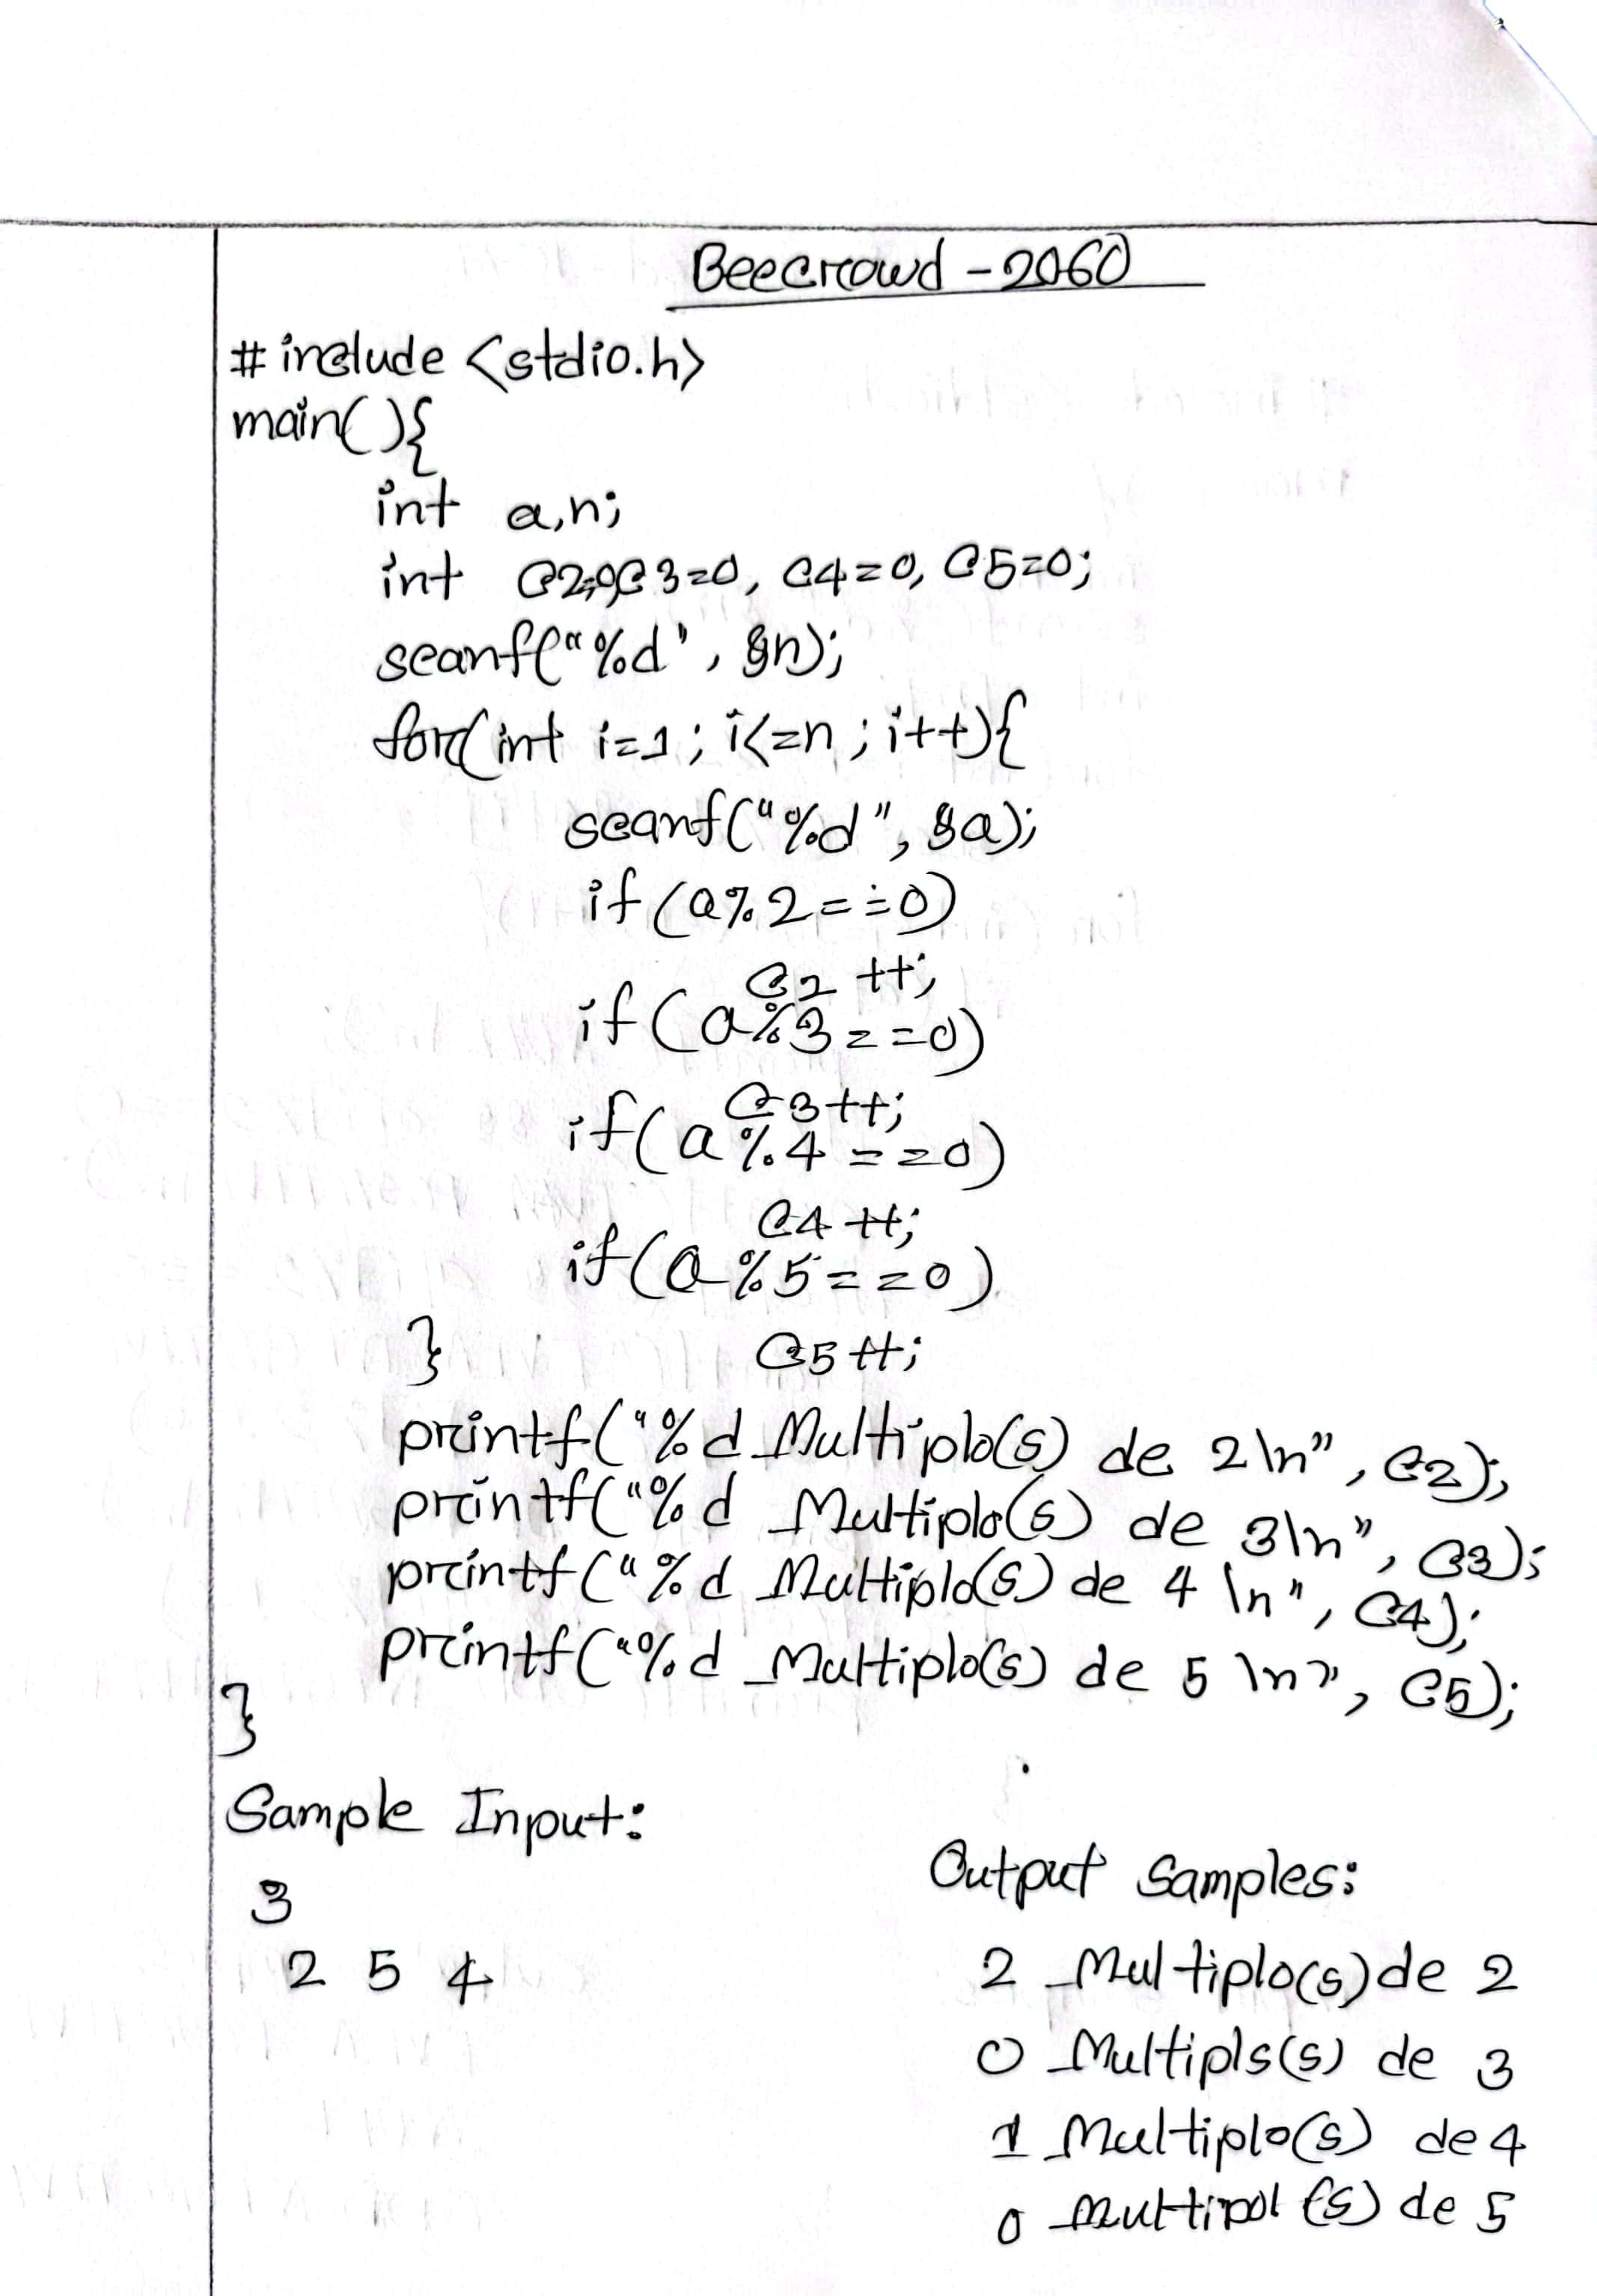 Beecrowd - 2060
#include <stdio.h>
main(){
int a,n;
int c2=0,c3=0, c4=0, c5=0;
scanf("%d", &n);
for(int i=1; i<=n; i++){
scanf("%d", &a);
if(a%2==0)
c2++;
if(a%3==0)
c3++;
if(a%4==0)
c4++;
if(a%5==0)
c5++;
}
printf("%d Multiplo(s) de 2\n", c2);
printf("%d Multiplo(s) de 3\n", c3);
printf("%d Multiplo(s) de 4\n", c4);
printf("%d Multiplo(s) de 5\n", c5);
}
Sample Input:
3
2 5 4
Output Samples:
2 Multiplo(s) de 2
0 Multipls(s) de 3
1 Multiplo(s) de 4
0 Multipol(s) de 5